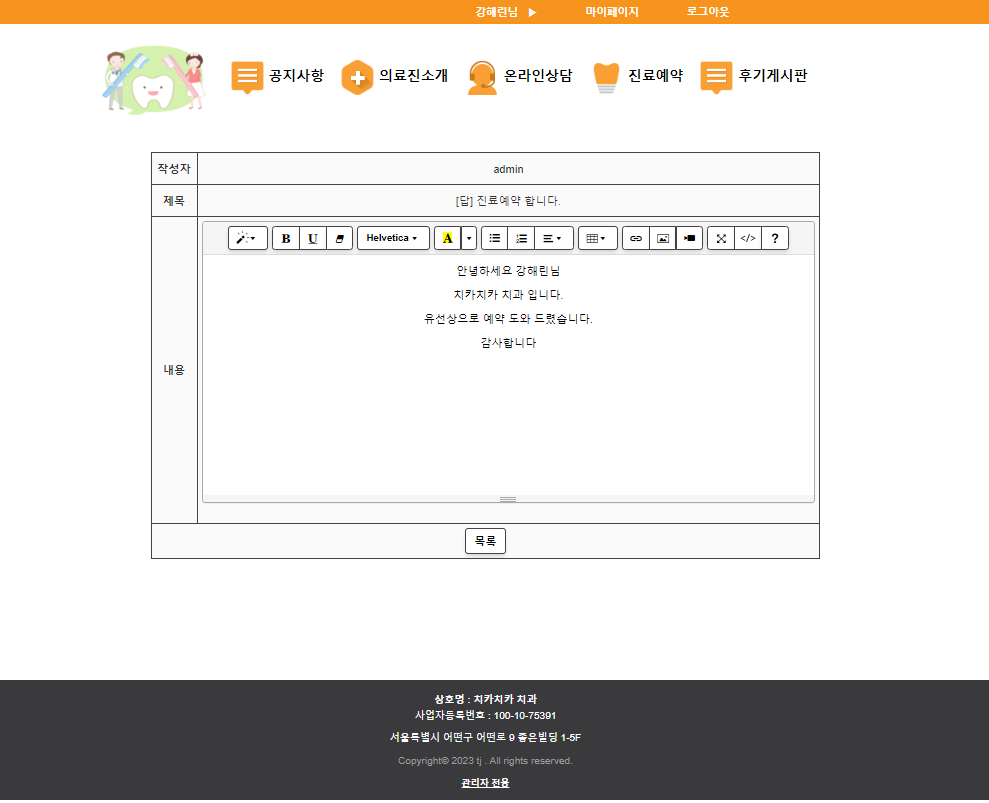 강해린님 ▶ 마이페이지 로그아웃
공지사항 의료진소개 온라인상담 진료예약 후기게시판
작성자 admin
제목 [답] 진료예약 합니다.
내용
B U Helvetica A </> ?
안녕하세요 강해린님
치카치카 치과 입니다.
유선상으로 예약 도와 드렸습니다.
감사합니다
목록
상호명 : 치카치카 치과
사업자등록번호 : 100-10-75391
서울특별시 어떤구 어떤로 9 좋은빌딩 1-5F
Copyright© 2023 tj . All rights reserved.
관리자 전용